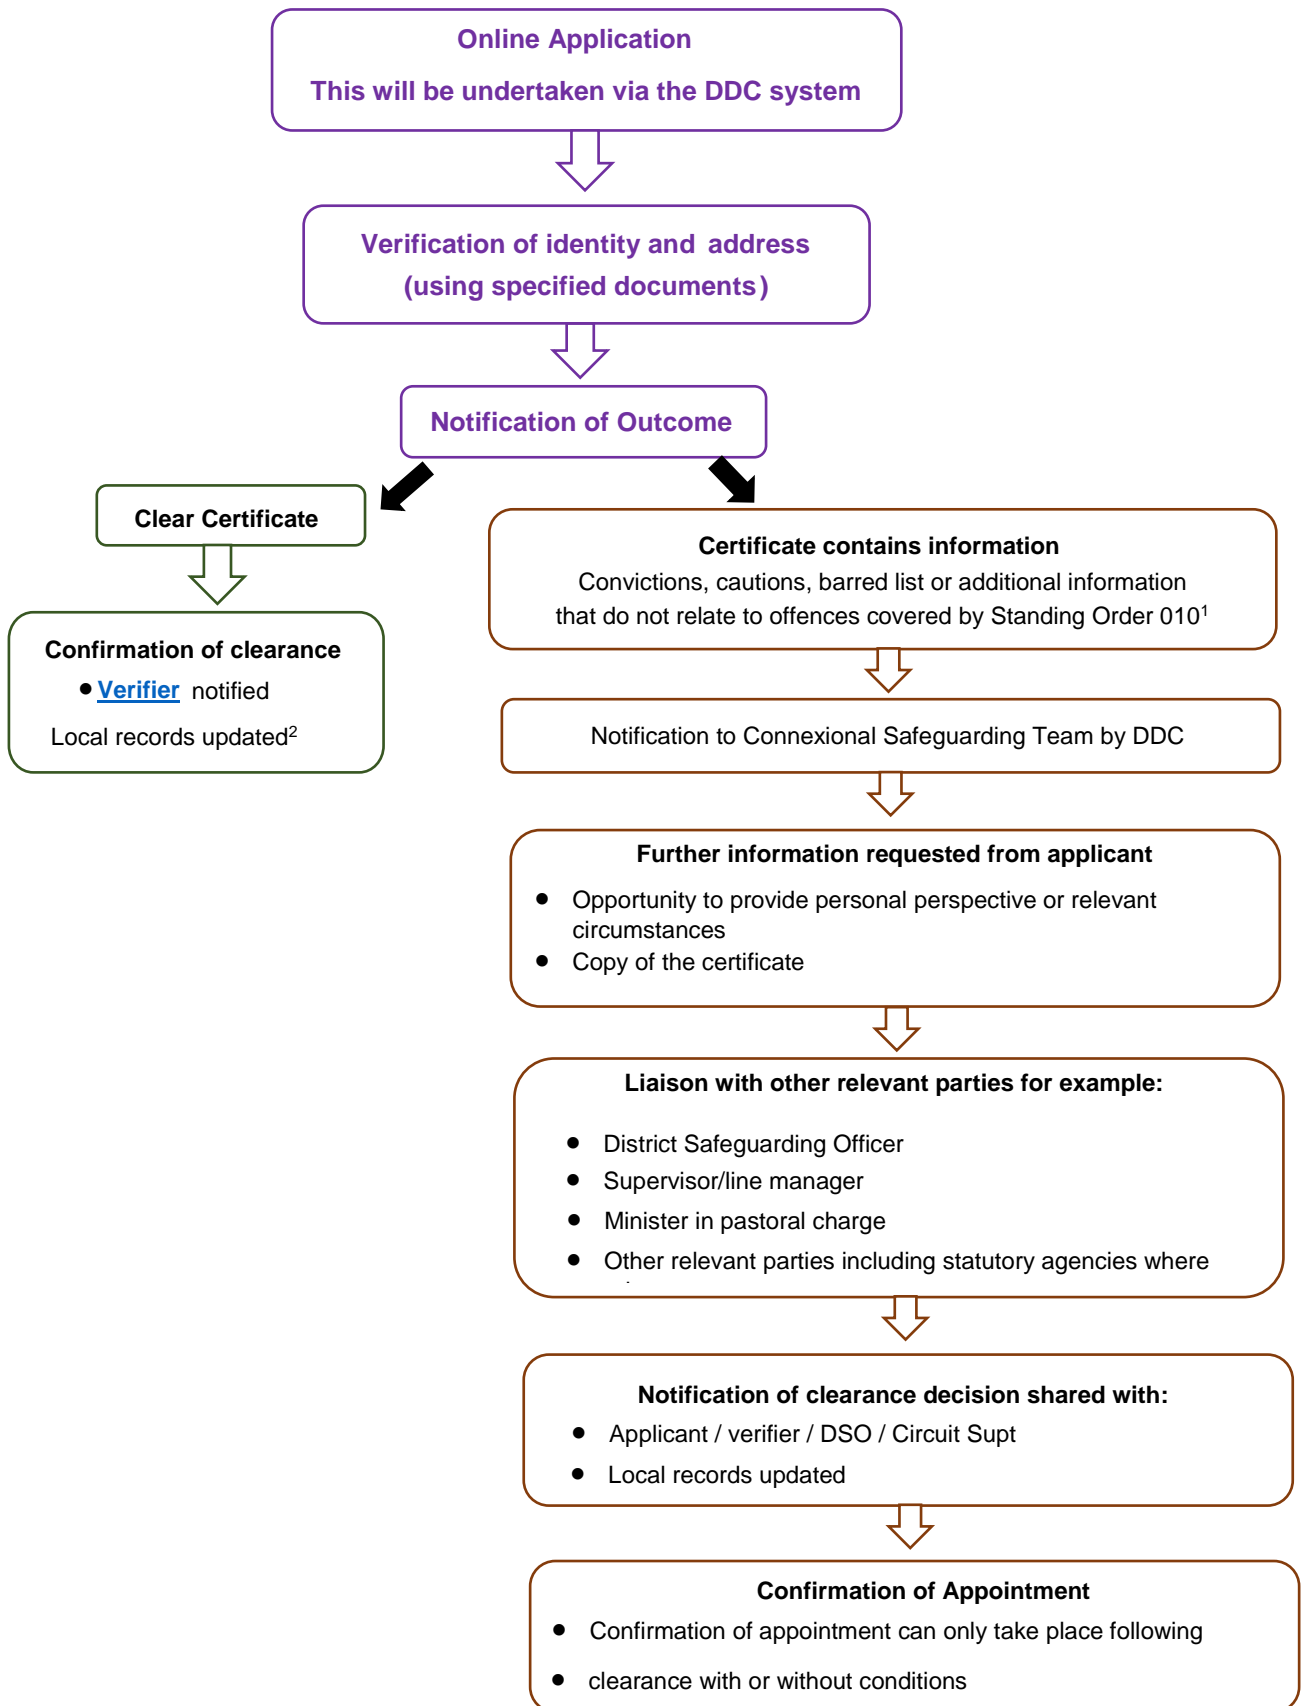 Online Application
This will be undertaken via the DDC system
Verification of identity and address
(using specified documents)
Notification of Outcome
Clear Certificate
Confirmation of clearance
● Verifier notified
Local records updated²
Certificate contains information
Convictions, cautions, barred list or additional information
that do not relate to offences covered by Standing Order 010¹
Notification to Connexional Safeguarding Team by DDC
Further information requested from applicant
● Opportunity to provide personal perspective or relevant
circumstances
● Copy of the certificate
Liaison with other relevant parties for example:
● District Safeguarding Officer
● Supervisor/line manager
● Minister in pastoral charge
● Other relevant parties including statutory agencies where
Notification of clearance decision shared with:
● Applicant / verifier / DSO / Circuit Supt
● Local records updated
Confirmation of Appointment
● Confirmation of appointment can only take place following
● clearance with or without conditions